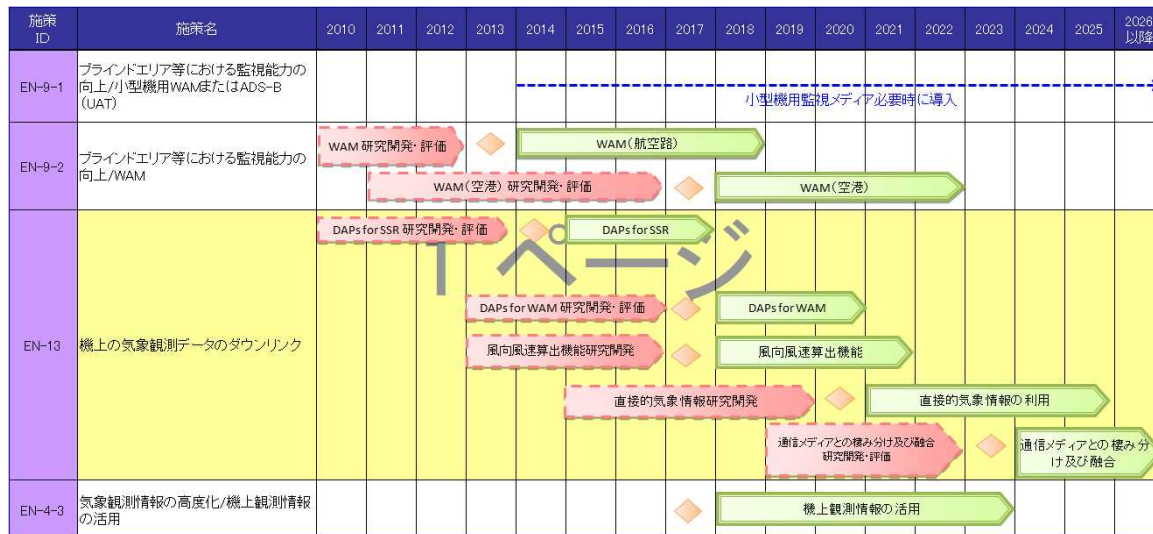 施策
ID
施策名
2010
2011
2012
2013
2014
2015
2016
2017
2018
2019
2020
2021
2022
2023
2024
2025
2026
以降
EN-9-1
ブラインドエリア等における監視能力の
向上/小型機用WAMまたはADS-B
(UAT)
小型機用監視メディア必要時に導入
EN-9-2
ブラインドエリア等における監視能力の
向上/WAM
WAM 研究開発・評価
WAM(航空路)
WAM(空港) 研究開発・評価
WAM(空港)
EN-13
機上の気象観測データのダウンリンク
DAPs for SSR 研究開発・評価
DAPs for SSR
1 ページ
DAPs for WAM 研究開発・評価
DAPs for WAM
風向風速算出機能研究開発
風向風速算出機能
直接的気象情報研究開発
直接的気象情報の利用
通信メディアとの棲み分け及び融合
研究開発・評価
通信メディアとの棲み分
け及び融合
EN-4-3
気象観測情報の高度化/機上観測情報
の活用
機上観測情報の活用